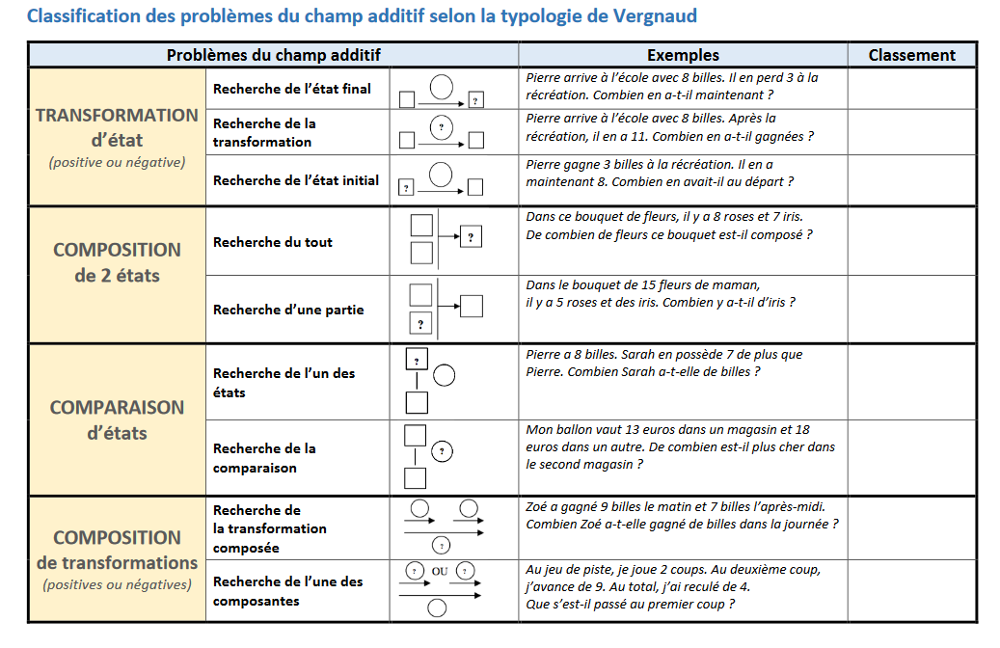 Classification des problèmes du champ additif selon la typologie de Vergnaud
Problèmes du champ additif
Exemples
Classement
TRANSFORMATION
d’état
(positive ou négative)
Recherche de l’état final
?
Pierre arrive à l’école avec 8 billes. Il en perd 3 à la
récréation. Combien en a-t-il maintenant ?
Recherche de la
transformation
?
Pierre arrive à l’école avec 8 billes. Après la
récréation, il en a 11. Combien en a-t-il gagnées ?
Recherche de l’état initial
?
Pierre gagne 3 billes à la récréation. Il en a
maintenant 8. Combien en avait-il au départ ?
COMPOSITION
de 2 états
Recherche du tout
?
Dans ce bouquet de fleurs, il y a 8 roses et 7 iris.
De combien de fleurs ce bouquet est-il composé ?
Recherche d’une partie
?
Dans le bouquet de 15 fleurs de maman,
il y a 5 roses et des iris. Combien y a-t-il d’iris ?
COMPARAISON
d’états
Recherche de l’un des
états
?
Pierre a 8 billes. Sarah en possède 7 de plus que
Pierre. Combien Sarah a-t-elle de billes ?
Recherche de la
comparaison
?
Mon ballon vaut 13 euros dans un magasin et 18
euros dans un autre. De combien est-il plus cher dans
le second magasin ?
COMPOSITION
de transformations
(positives ou négatives)
Recherche de
la transformation
composée
?
Zoé a gagné 9 billes le matin et 7 billes l’après-midi.
Combien Zoé a-t-elle gagné de billes dans la journée ?
Recherche de l’une des
composantes
? OU ?
Au jeu de piste, je joue 2 coups. Au deuxième coup,
j’avance de 9. Au total, j’ai reculé de 4.
Que s’est-il passé au premier coup ?